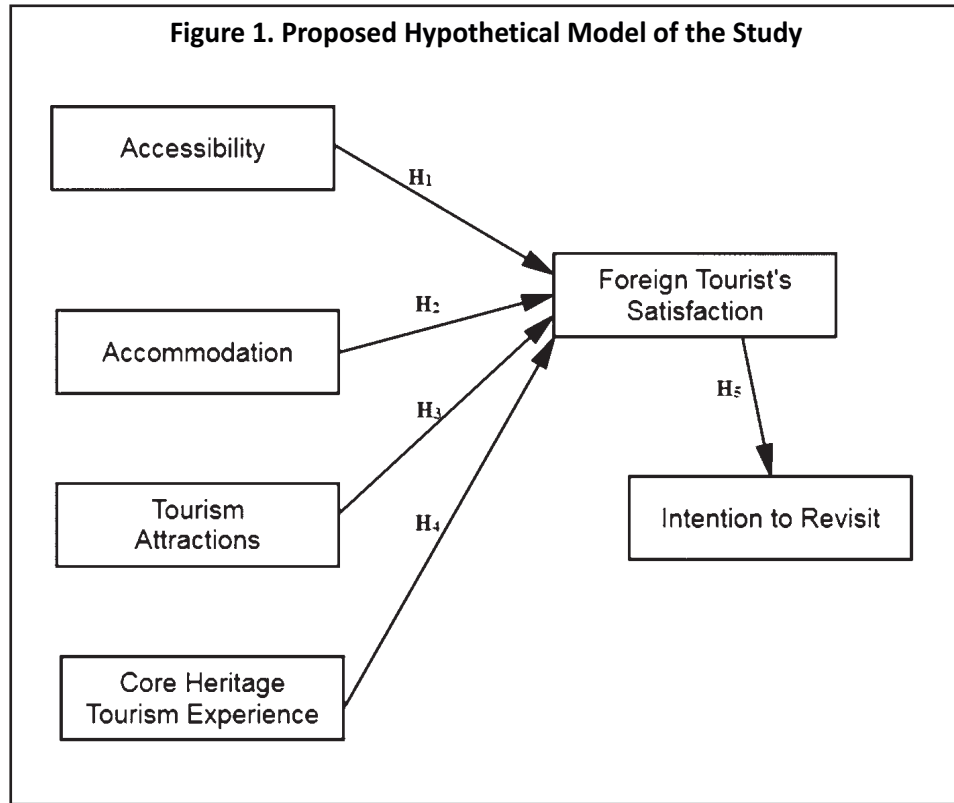 Figure 1. Proposed Hypothetical Model of the Study
Accessibility
H1
Foreign Tourist's
Satisfaction
H2
Accommodation
H3
H5
Tourism
Attractions
Intention to Revisit
H4
Core Heritage
Tourism Experience